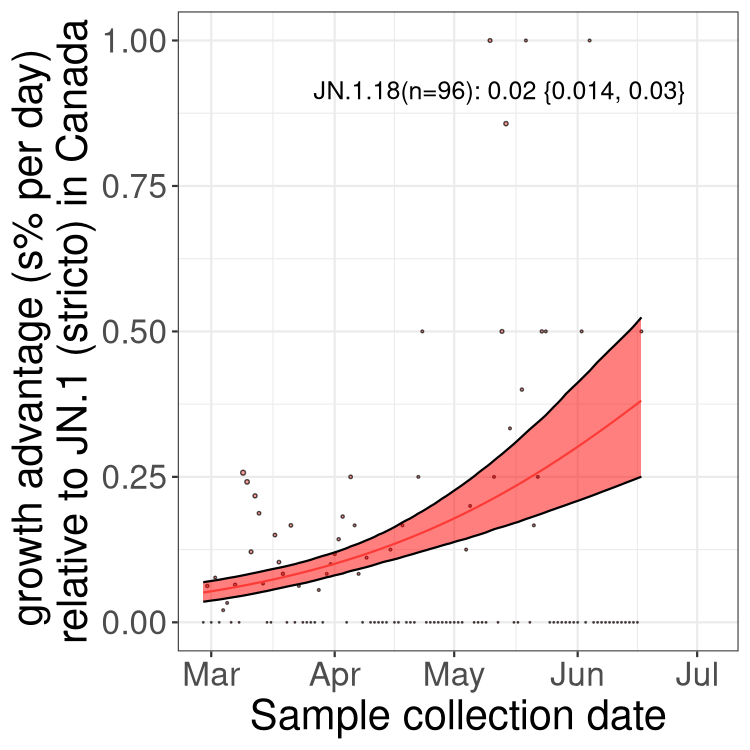 growth advantage (s% per day)
relative to JN.1 (stricto) in Canada
1.00
0.75
0.50
0.25
0.00
JN.1.18(n=96): 0.02 {0.014, 0.03}
Mar Apr May Jun Jul
Sample collection date